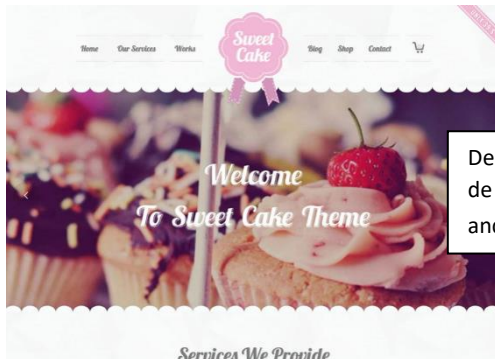 Home Our Services Works
Sweet
Cake
Blog Shop Contact
Welcome
To Sweet Cake Theme
De
de
and
Services We Provide